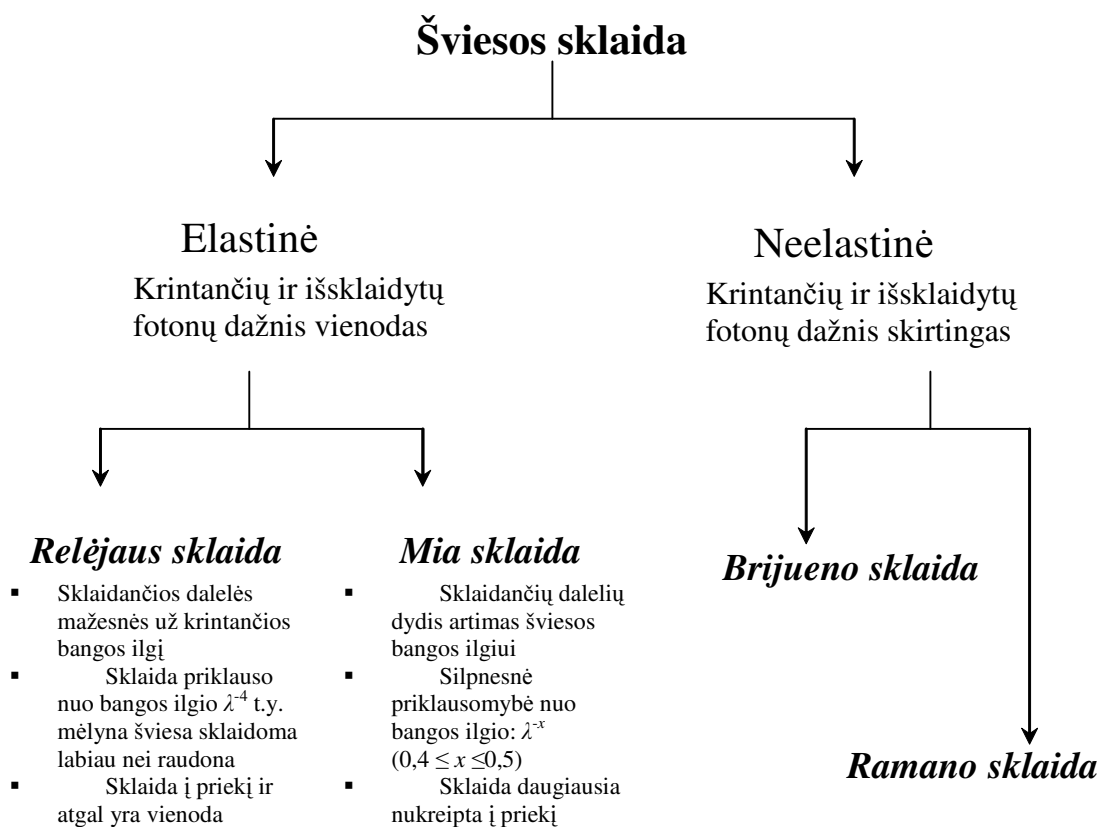 Šviesos sklaida
Elastinė
Krintančių ir išsklaidytų
fotonų dažnis vienodas
Neelastinė
Krintančių ir išsklaidytų
fotonų dažnis skirtingas
Relėjaus sklaida
▪ Sklaidančios dalelės
mažesnės už krintančios
bangos ilgį
▪ Sklaida priklauso
nuo bangos ilgio λ⁻⁴ t.y.
mėlyna šviesa sklaidoma
labiau nei raudona
▪ Sklaida į priekį ir
atgal yra vienoda
Mia sklaida
▪ Sklaidančių dalelių
dydis artimas šviesos
bangos ilgiui
▪ Silpnesnė
priklausomybė nuo
bangos ilgio: λ⁻ˣ
(0,4 ≤ x ≤0,5)
▪ Sklaida daugiausia
nukreipta į priekį
Brijueno sklaida
Ramano sklaida